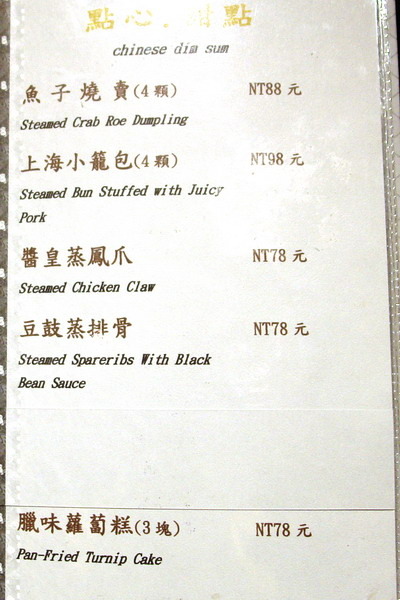 點心、甜點
chinese dim sum
魚子燒賣(4顆) NT88元
Steamed Crab Roe Dumpling
上海小籠包(4顆) NT98元
Steamed Bun Stuffed with Juicy
Pork
醬皇蒸鳳爪 NT78元
Steamed Chicken Claw
豆鼓蒸排骨 NT78元
Steamed Spareribs With Black
Bean Sauce
臘味蘿蔔糕(3塊) NT78元
Pan-Fried Turnip Cake